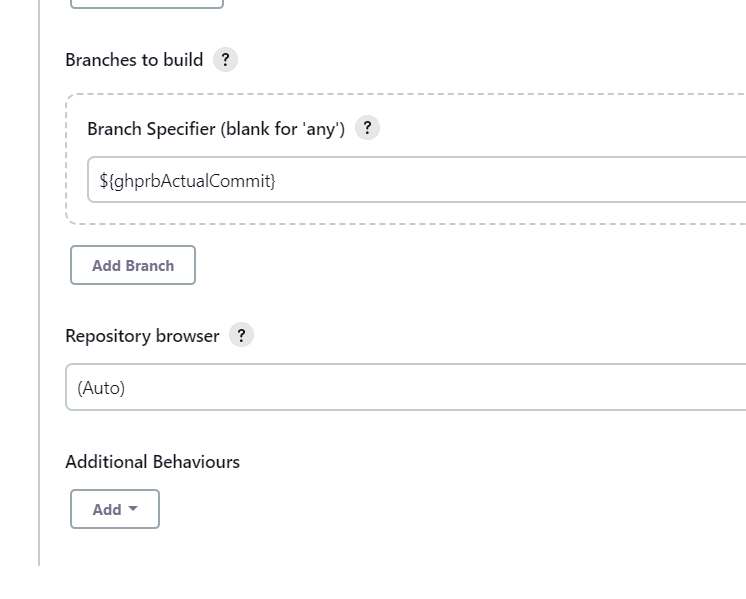 Branches to build ?
Branch Specifier (blank for 'any') ?
${ghprbActualCommit}
Add Branch
Repository browser ?
(Auto)
Additional Behaviours
Add